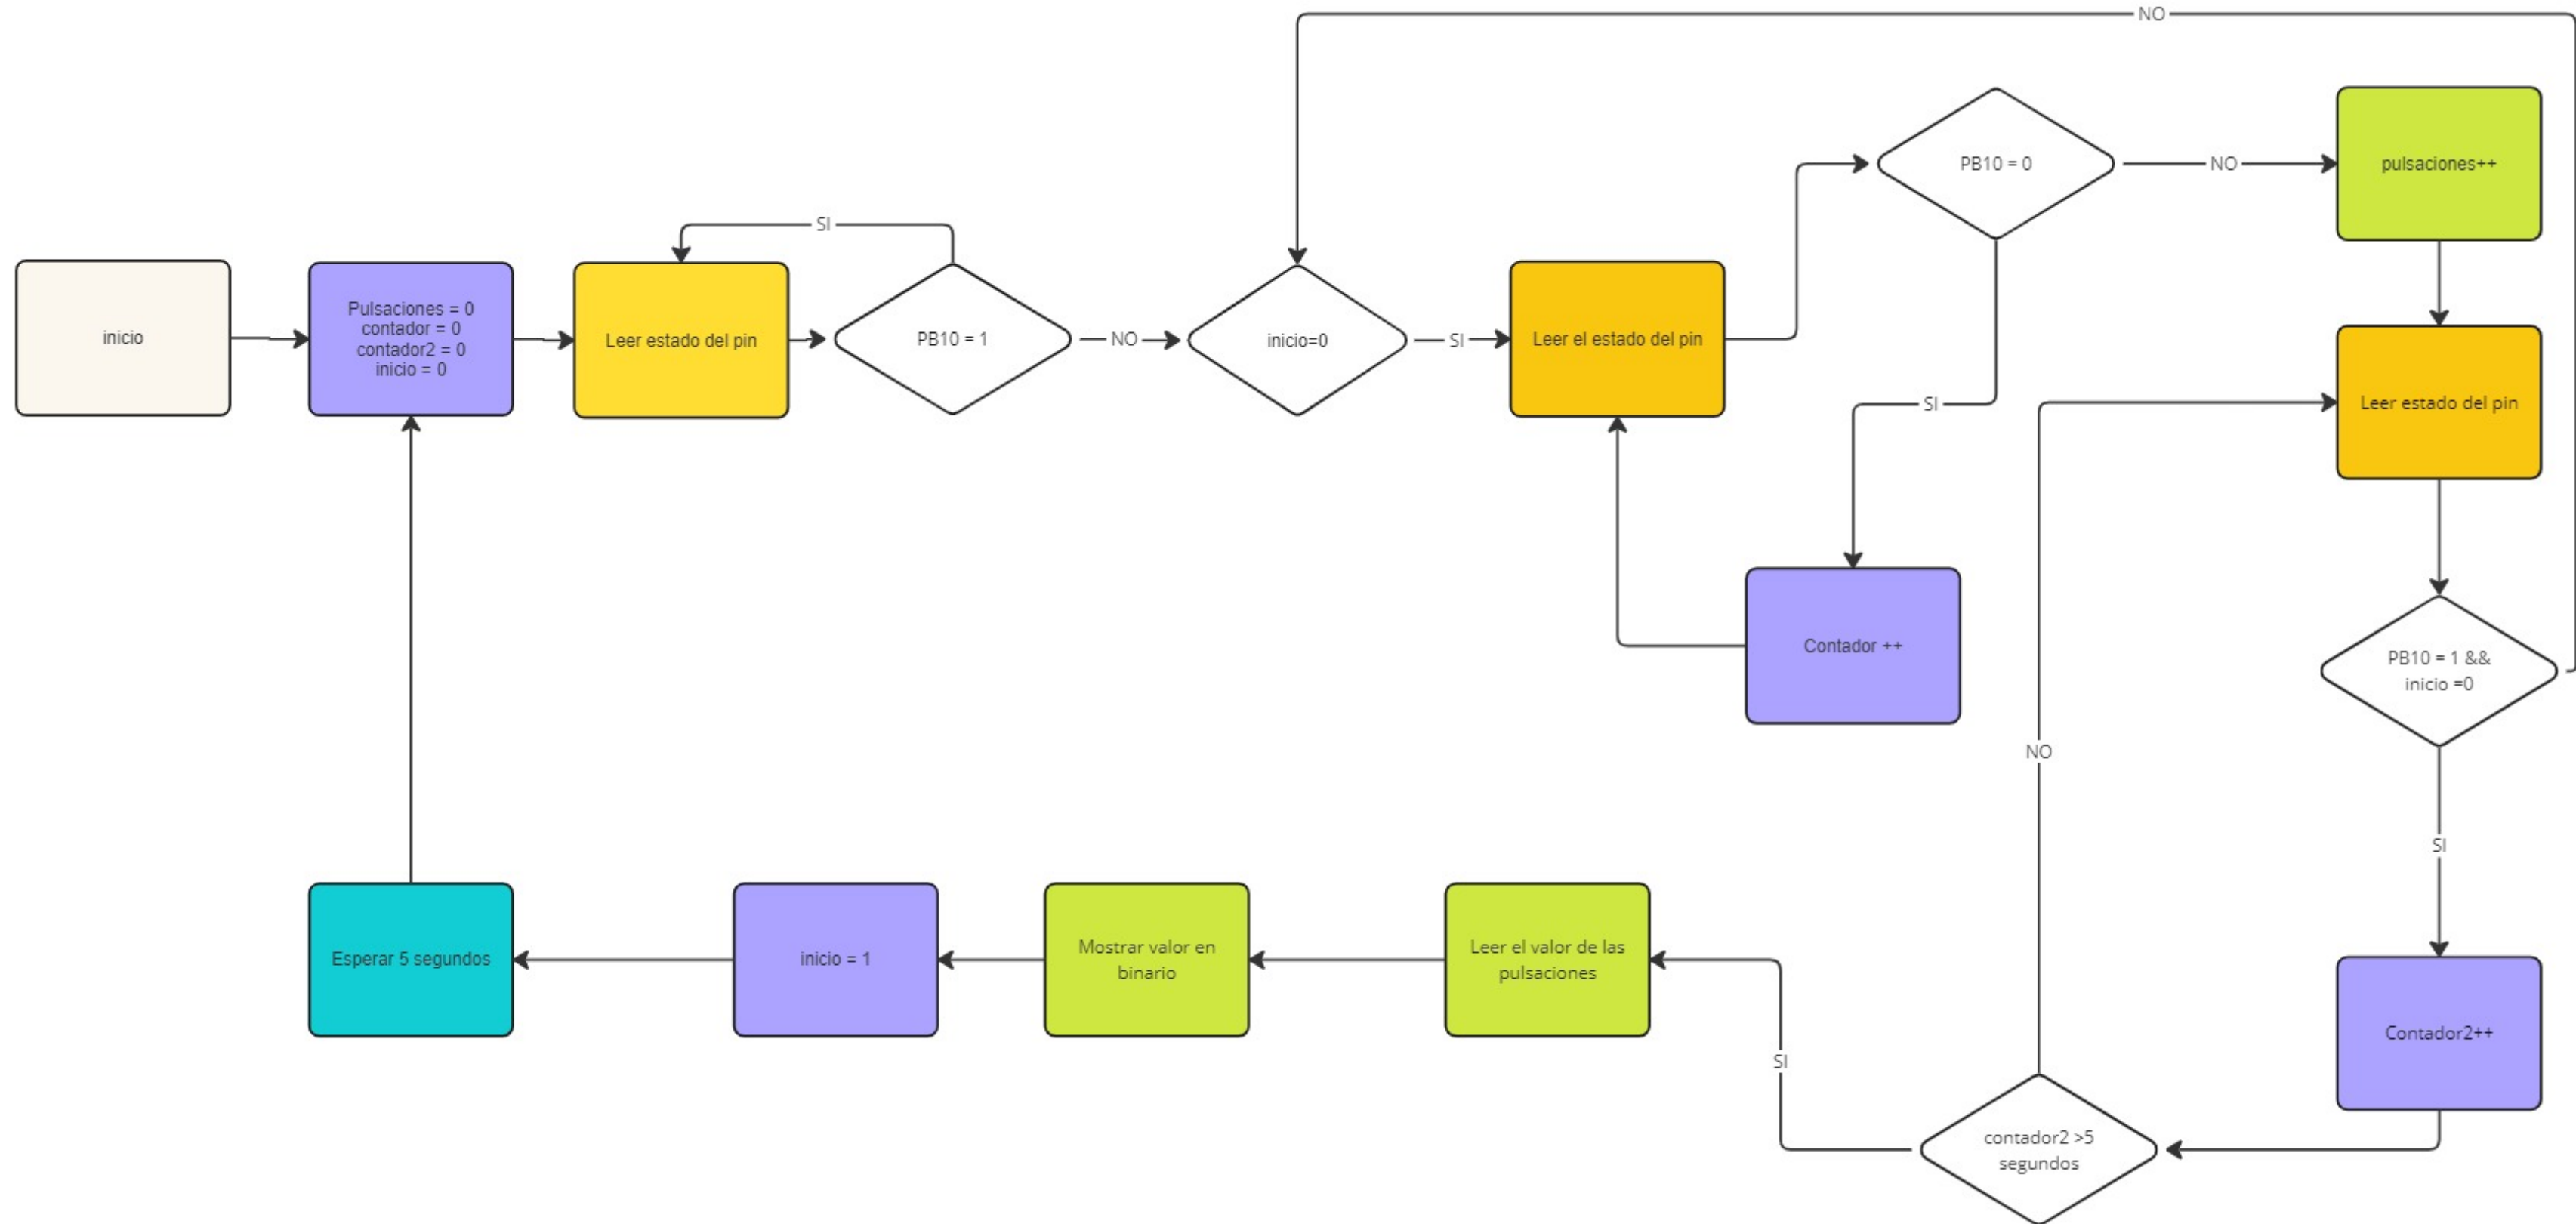 inicio
Pulsaciones = 0
contador = 0
contador2 = 0
inicio = 0
Leer estado del pin
SI
PB10 = 1
NO
inicio=0
SI
Leer el estado del pin
PB10 = 0
SI
Contador ++
NO
pulsaciones++
Leer estado del pin
PB10 = 1 &&
inicio =0
NO
SI
Contador2++
contador2 >5
segundos
NO
SI
Leer el valor de las
pulsaciones
Mostrar valor en
binario
inicio = 1
Esperar 5 segundos